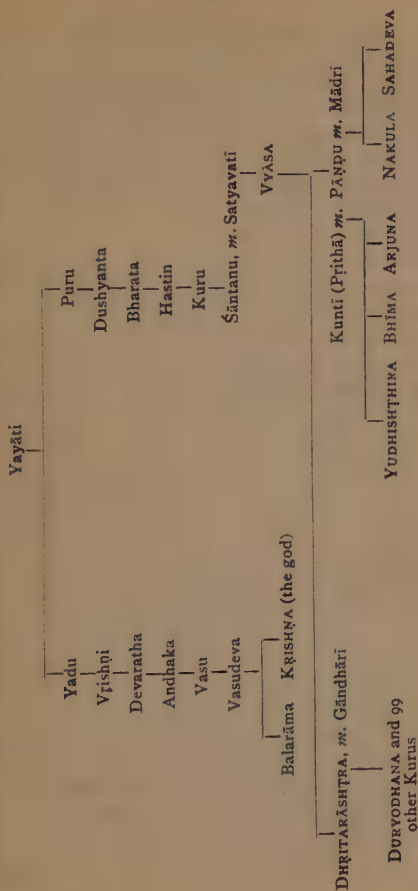 Yayāti
Yadu
Vṛishṇi
Devaratha
Andhaka
Vasu
Vasudeva
Balarāma KṚISHṆA (the god)
Puru
Dushyanta
Bharata
Hastin
Kuru
Śāntanu, m. Satyavatī
VYĀSA
DHṚITARĀSHṬRA, m. Gāndhārī
DURYODHANA and 99
other Kurus
Kuntī (Pṛithā) m. PĀṆḌU m. Mādrī
YUDHISHṬHIRA BHĪMA ARJUNA
NAKULA SAHADEVA